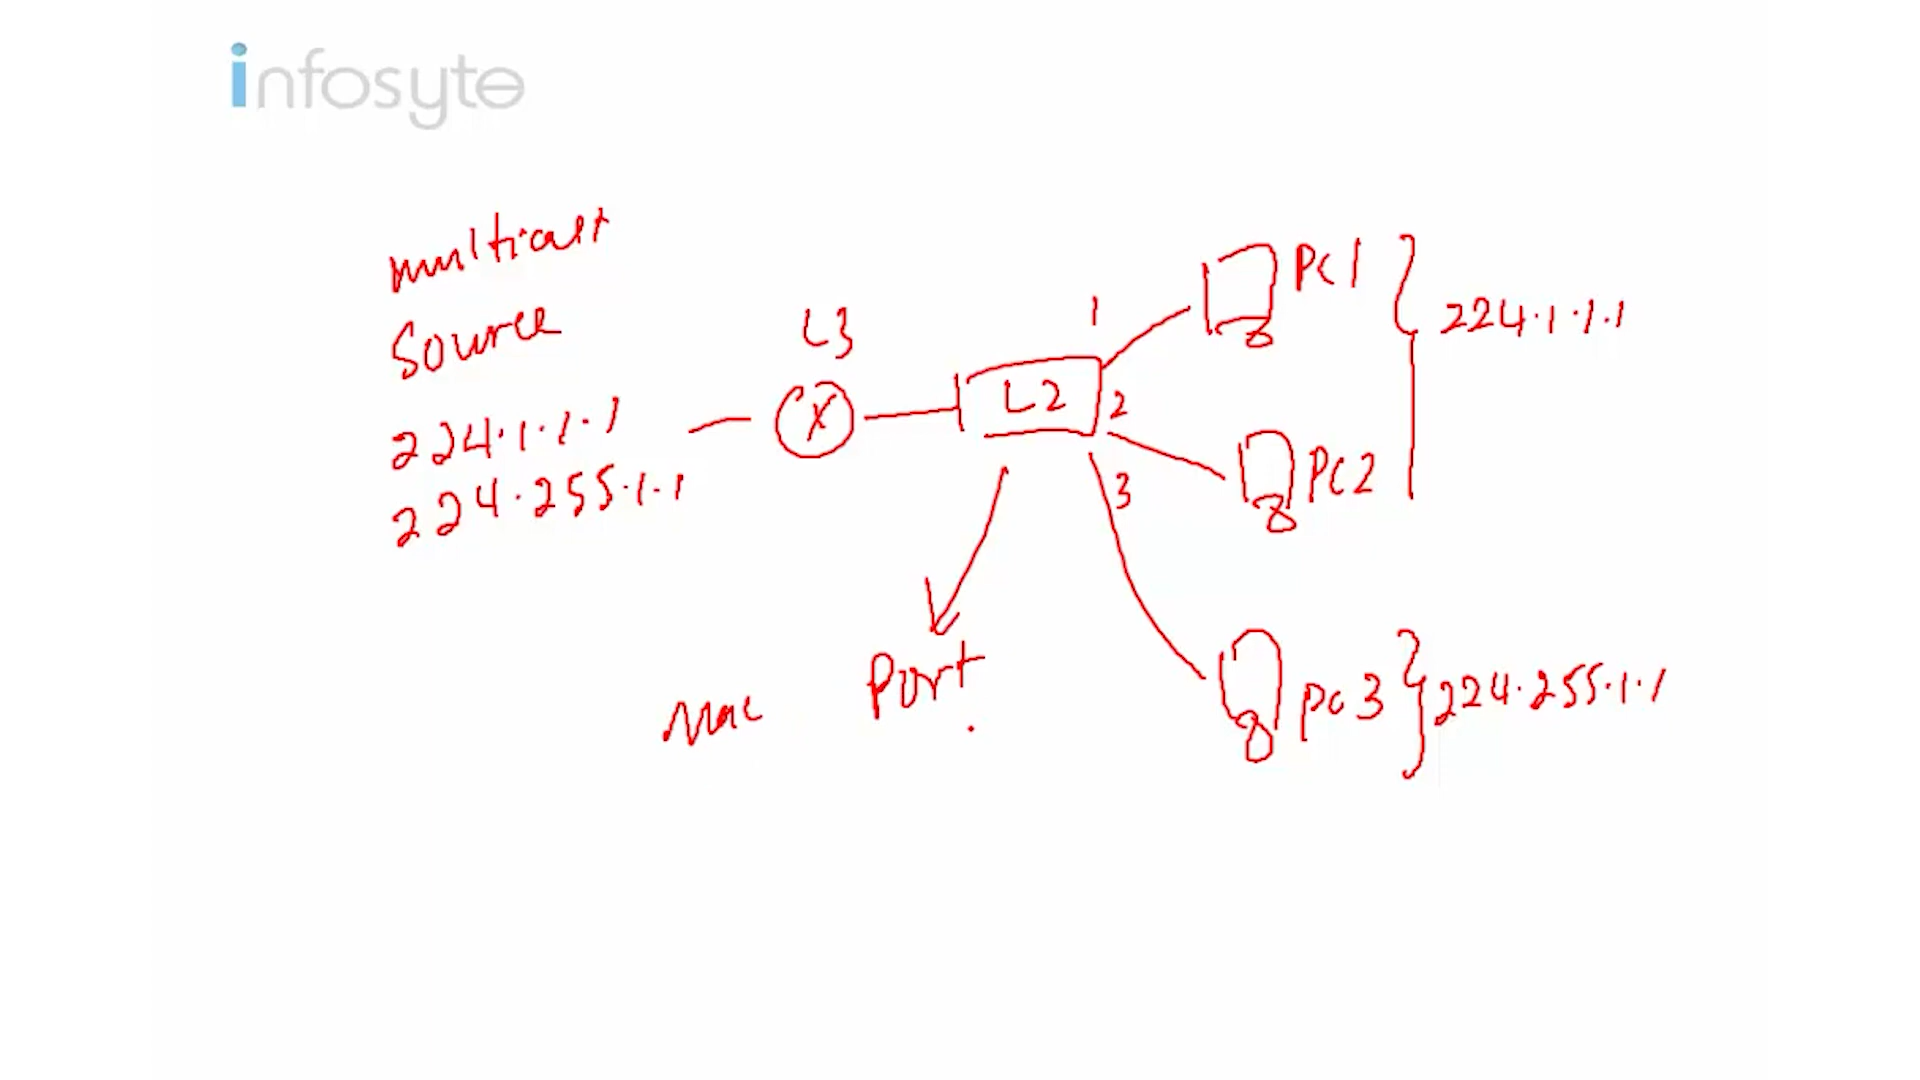 infosyte
multicast
Source
224.1.1.1
224.255.1.1
L3
X
L2
1
2
3
PC1
224.1.1.1
PC2
PC3
224.255.1.1
Mac
Port